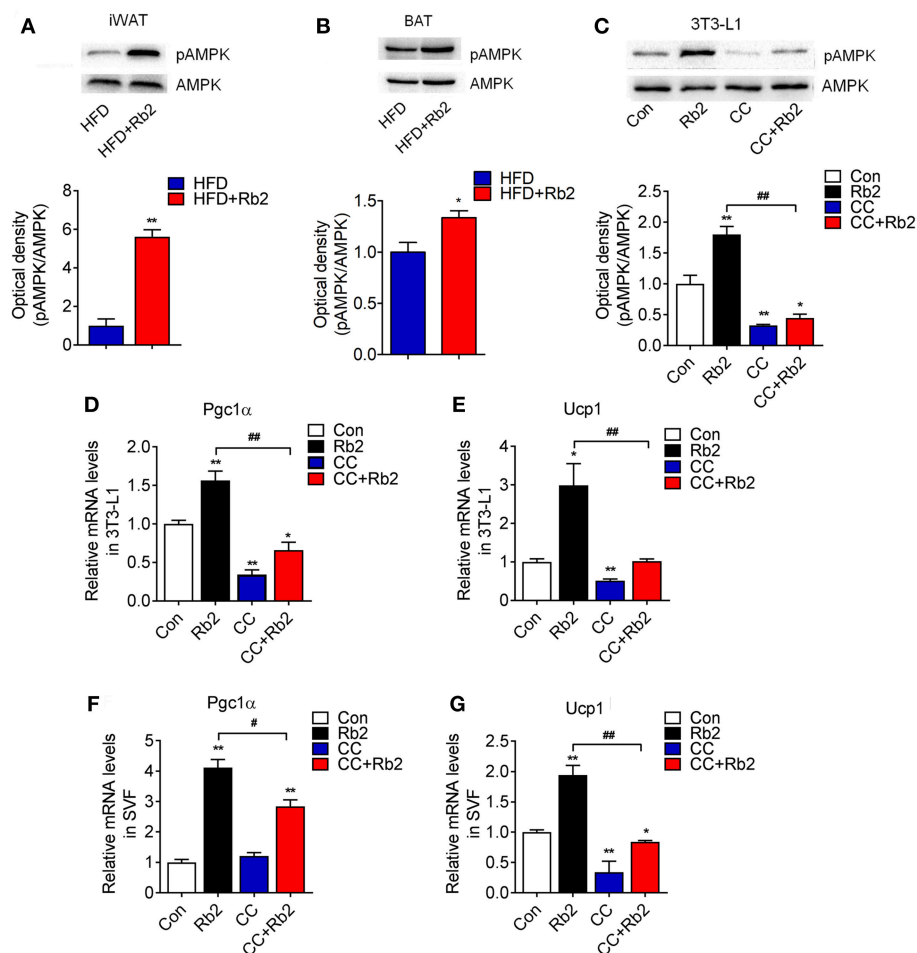 A
iWAT
pAMPK
AMPK
HFD
HFD+Rb2
HFD
HFD+Rb2
Optical density
(pAMPK/AMPK)
8
6
4
2
0
**
B
BAT
pAMPK
AMPK
HFD
HFD+Rb2
HFD
HFD+Rb2
Optical density
(pAMPK/AMPK)
1.5
1.0
0.5
0.0
*
C
3T3-L1
pAMPK
AMPK
Con
Rb2
CC
CC+Rb2
Con
Rb2
CC
CC+Rb2
Optical density
(pAMPK/AMPK)
2.5
2.0
1.5
1.0
0.5
0.0
**
##
**
*
Con
Rb2
CC
CC+Rb2
D
Pgc1α
Con
Rb2
CC
CC+Rb2
Relative mRNA levels
in 3T3-L1
2.0
1.5
1.0
0.5
0.0
**
##
**
*
Con
Rb2
CC
CC+Rb2
E
Ucp1
Con
Rb2
CC
CC+Rb2
Relative mRNA levels
in 3T3-L1
4
3
2
1
0
*
##
**
Con
Rb2
CC
CC+Rb2
F
Pgc1α
Con
Rb2
CC
CC+Rb2
Relative mRNA levels
in SVF
5
4
3
2
1
0
**
#
**
Con
Rb2
CC
CC+Rb2
G
Ucp1
Con
Rb2
CC
CC+Rb2
Relative mRNA levels
in SVF
2.5
2.0
1.5
1.0
0.5
0.0
**
##
**
*
Con
Rb2
CC
CC+Rb2